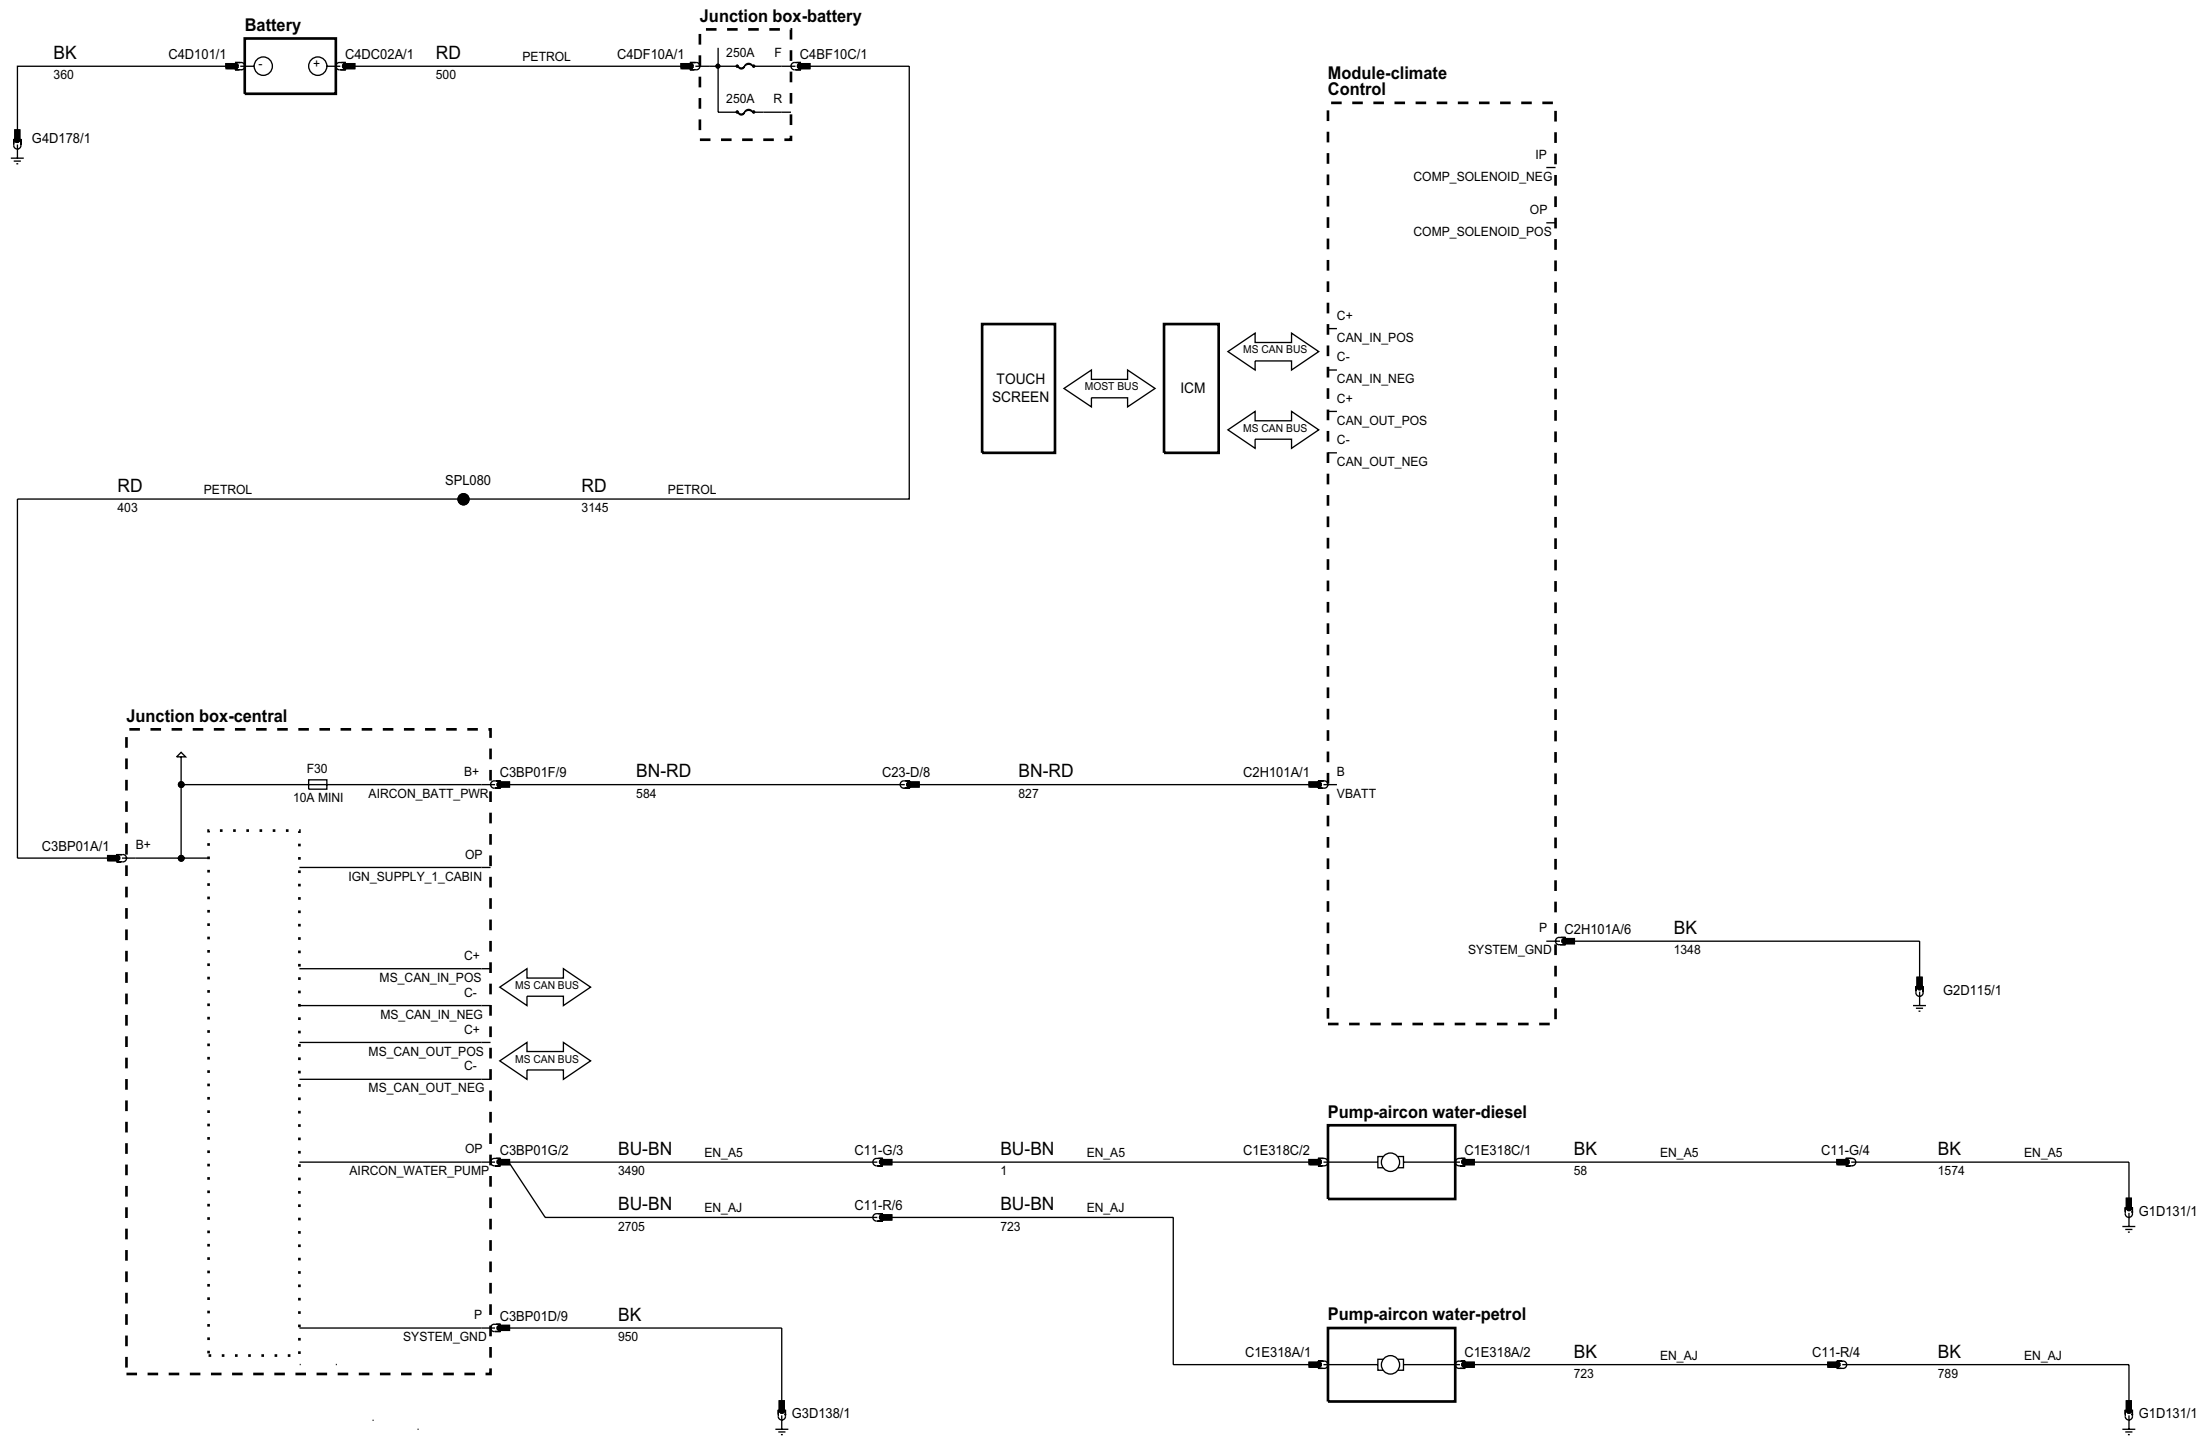 Junction box-battery
Battery
BK
360
C4D101/1
-
+
C4DC02A/1
RD
500
PETROL
C4DF10A/1
250A
F
C4BF10C/1
250A
R
G4D178/1
Module-climate
Control
IP
COMP_SOLENOID_NEG
OP
COMP_SOLENOID_POS
TOUCH
SCREEN
MOST BUS
ICM
MS CAN BUS
MS CAN BUS
C+
CAN_IN_POS
C-
CAN_IN_NEG
C+
CAN_OUT_POS
C-
CAN_OUT_NEG
RD
403
PETROL
SPL080
RD
3145
PETROL
Junction box-central
F30
10A MINI
B+
AIRCON_BATT_PWR
C3BP01F/9
BN-RD
584
C23-D/8
BN-RD
827
C2H101A/1
B
VBATT
C3BP01A/1
B+
OP
IGN_SUPPLY_1_CABIN
P
SYSTEM_GND
C2H101A/6
BK
1348
G2D115/1
C+
MS_CAN_IN_POS
C-
MS_CAN_IN_NEG
MS CAN BUS
C+
MS_CAN_OUT_POS
C-
MS_CAN_OUT_NEG
MS CAN BUS
Pump-aircon water-diesel
OP
AIRCON_WATER_PUMP
C3BP01G/2
BU-BN
3490
EN_A5
C11-G/3
BU-BN
1
EN_A5
C1E318C/2
C1E318C/1
BK
58
EN_A5
C11-G/4
BK
1574
EN_A5
G1D131/1
BU-BN
2705
EN_AJ
C11-R/6
BU-BN
723
EN_AJ
Pump-aircon water-petrol
P
SYSTEM_GND
C3BP01D/9
BK
950
G3D138/1
C1E318A/1
C1E318A/2
BK
723
EN_AJ
C11-R/4
BK
789
EN_AJ
G1D131/1